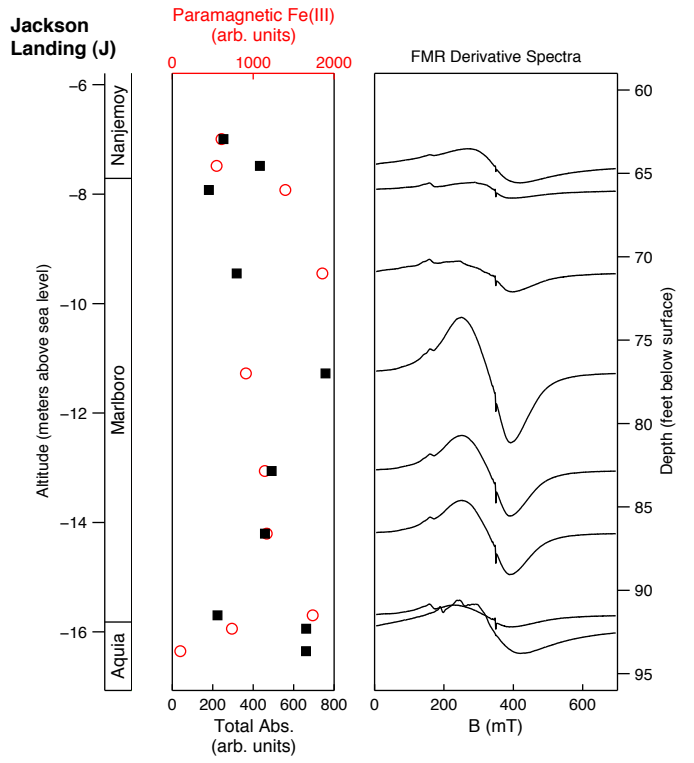 Jackson
Landing (J)
Paramagnetic Fe(III)
(arb. units)
0 1000 2000
FMR Derivative Spectra
−6
−8
−10
−12
−14
−16
Altitude (meters above sea level)
Nanjemoy
Marlboro
Aquia
0 200 400 600 800
Total Abs.
(arb. units)
0 200 400 600
B (mT)
60
65
70
75
80
85
90
95
Depth (feet below surface)